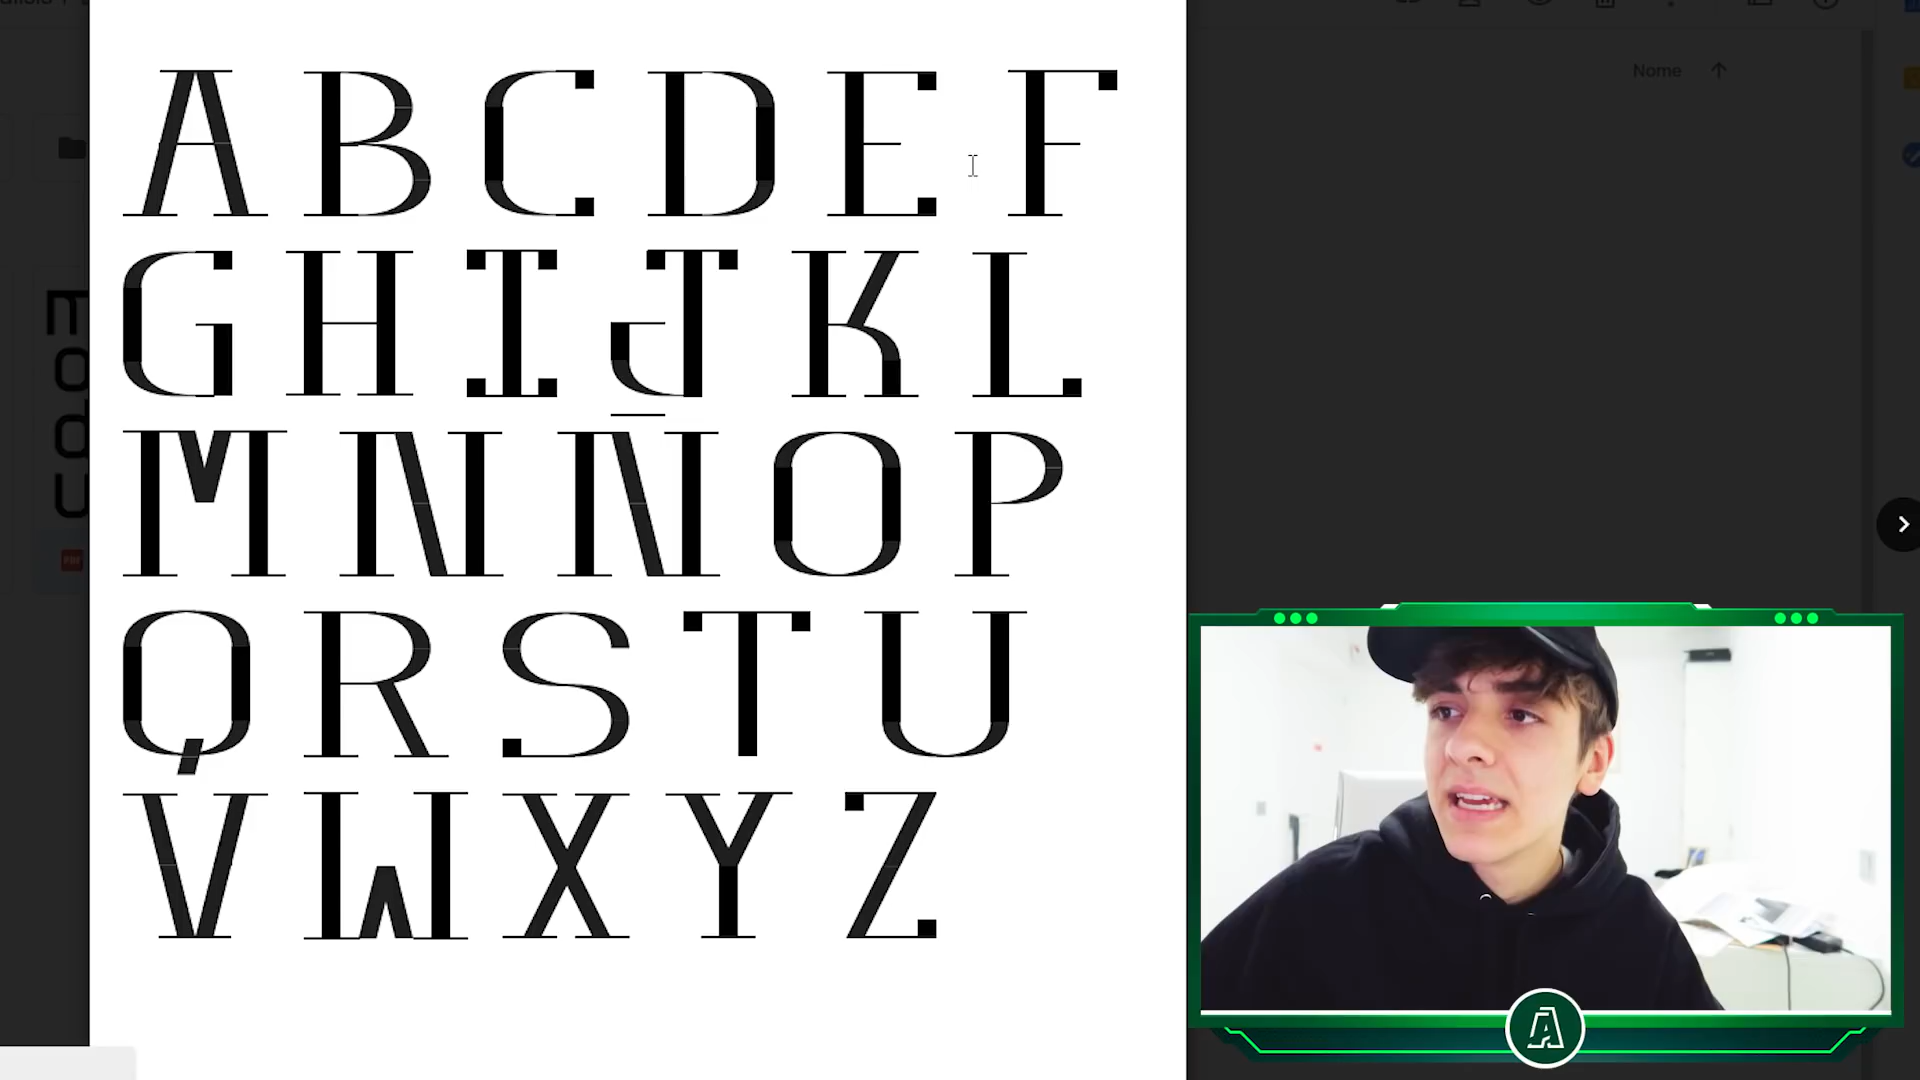 Nome
A B C D E F
G H I J K L
M N Ñ O P
Q R S T U
V W X Y Z
A